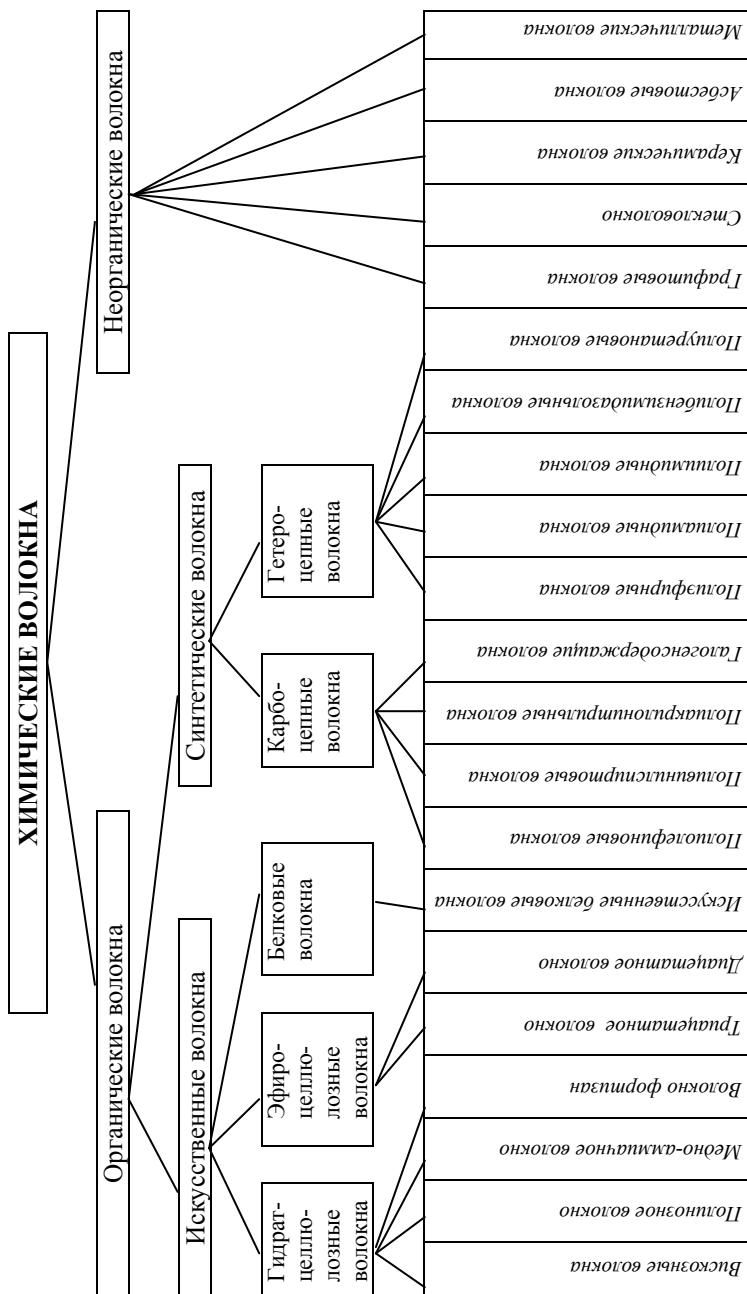 ХИМИЧЕСКИЕ ВОЛОКНА
Органические волокна
Неорганические волокна
Искусственные волокна
Синтетические волокна
Гидрат-
целлю-
лозные
волокна
Эфиро-
целлю-
лозные
волокна
Белковые
волокна
Карбо-
цепные
волокна
Гетеро-
цепные
волокна
Вискозные волокна
Полинозное волокно
Медно-аммиачное волокно
Волокно фортизан
Триацетатное волокно
Диацетатное волокно
Искусственные белковые волокна
Полиолефиновые волокна
Поливинилспиртовые волокна
Полиакрилонитрильные волокна
Галогенсодержащие волокна
Полиэфирные волокна
Полиамидные волокна
Полиимидные волокна
Полибензимидазольные волокна
Полиуретановые волокна
Графитовые волокна
Стекловолокно
Керамические волокна
Асбестовые волокна
Металлические волокна